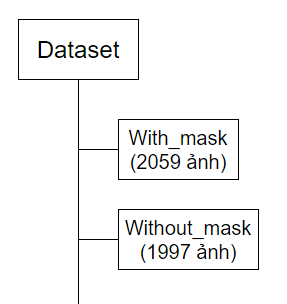 Dataset
With_mask
(2059 ảnh)
Without_mask
(1997 ảnh)